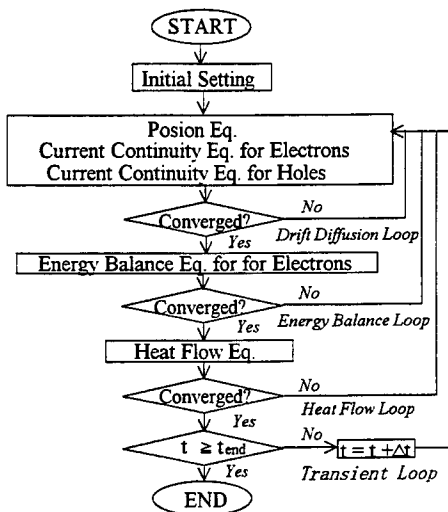 START
Initial Setting
Posion Eq.
Current Continuity Eq. for Electrons
Current Continuity Eq. for Holes
Converged?
No
Yes
Drift Diffusion Loop
Energy Balance Eq. for for Electrons
Converged?
No
Yes
Energy Balance Loop
Heat Flow Eq.
Converged?
No
Yes
Heat Flow Loop
t ≥ tend
No
t = t +Δt
Yes
Transient Loop
END